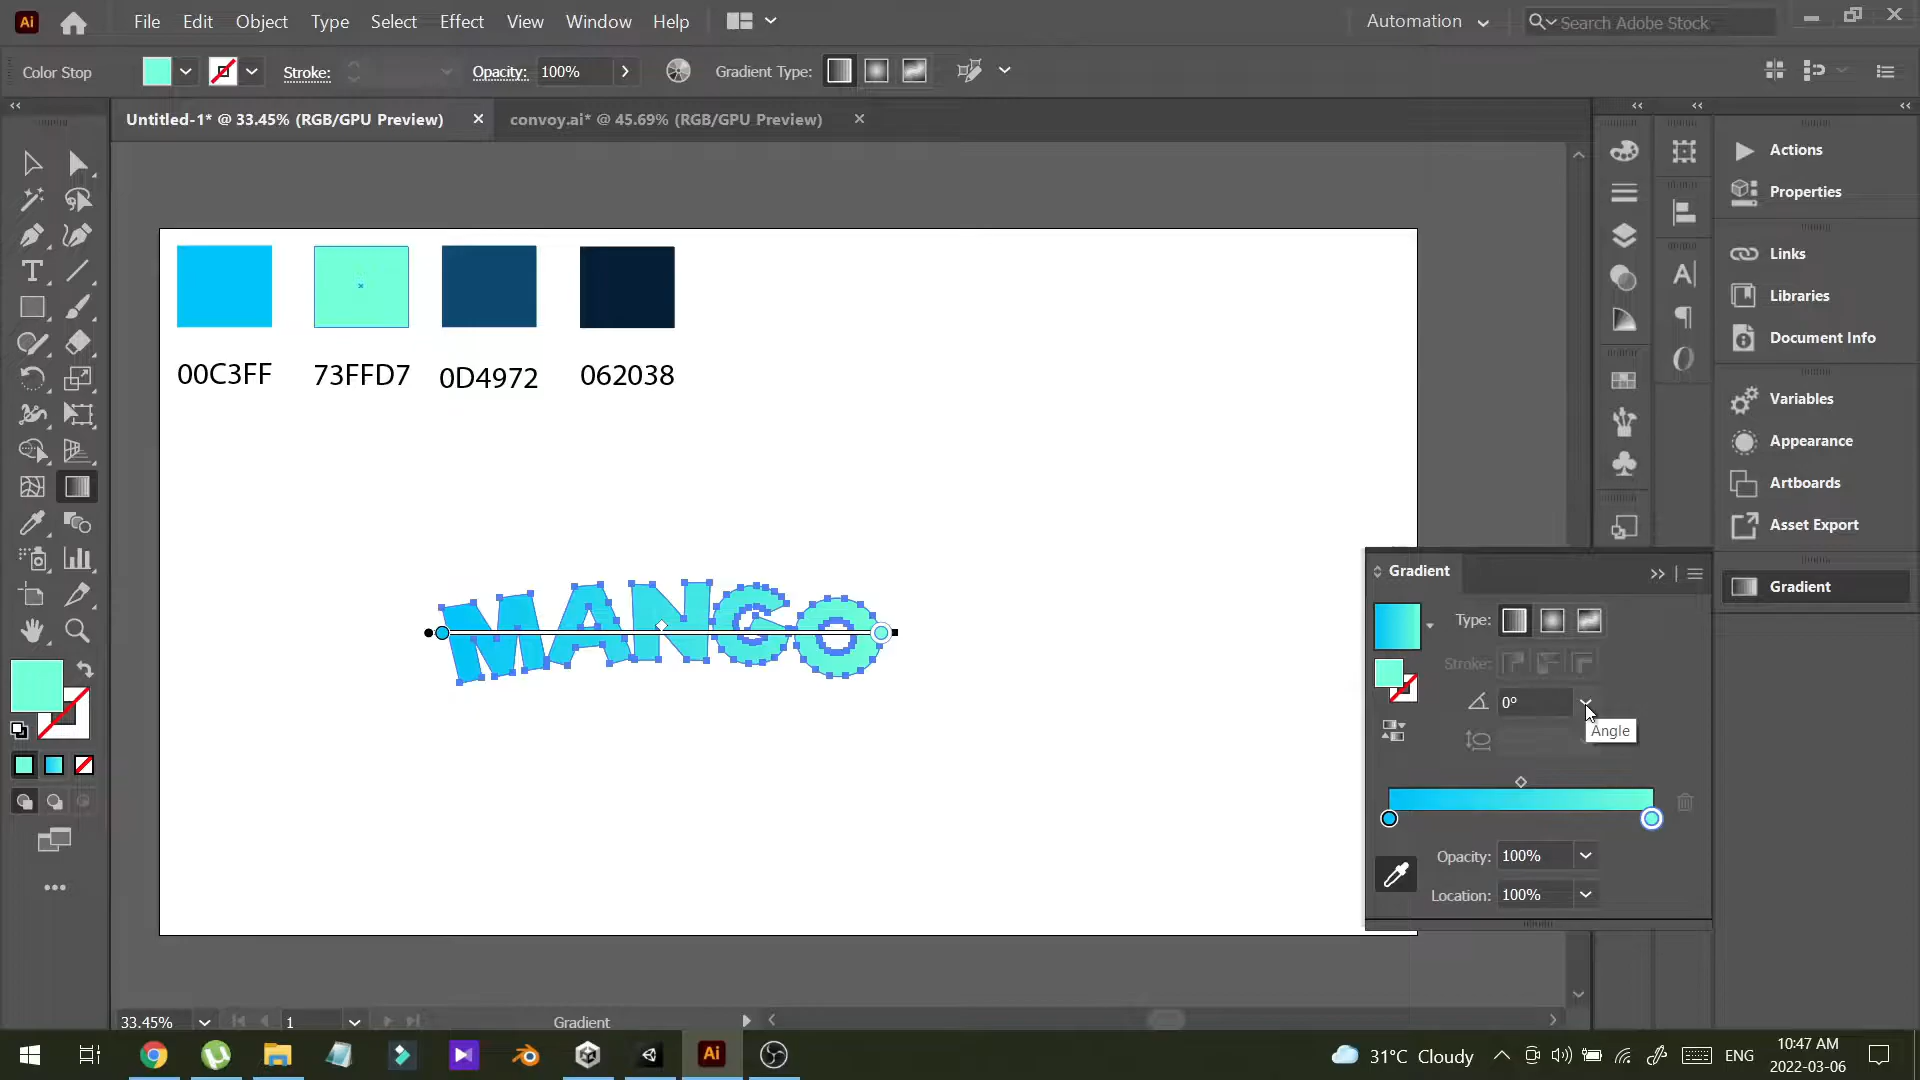 Ai File Edit Object Type Select Effect View Window Help Automation Search Adobe Stock
Color Stop Stroke: Opacity: 100% Gradient Type:
Untitled-1* @ 33.45% (RGB/GPU Preview) convoy.ai* @ 45.69% (RGB/GPU Preview)
Actions
Properties
Links
Libraries
Document Info
Variables
Appearance
Artboards
Asset Export
Gradient
00C3FF 73FFD7 0D4972 062038
MANGO
Gradient
Type:
Stroke:
0°
Angle
Opacity: 100%
Location: 100%
33.45% 1 Gradient
Ai 31°C Cloudy ENG 10:47 AM
2022-03-06